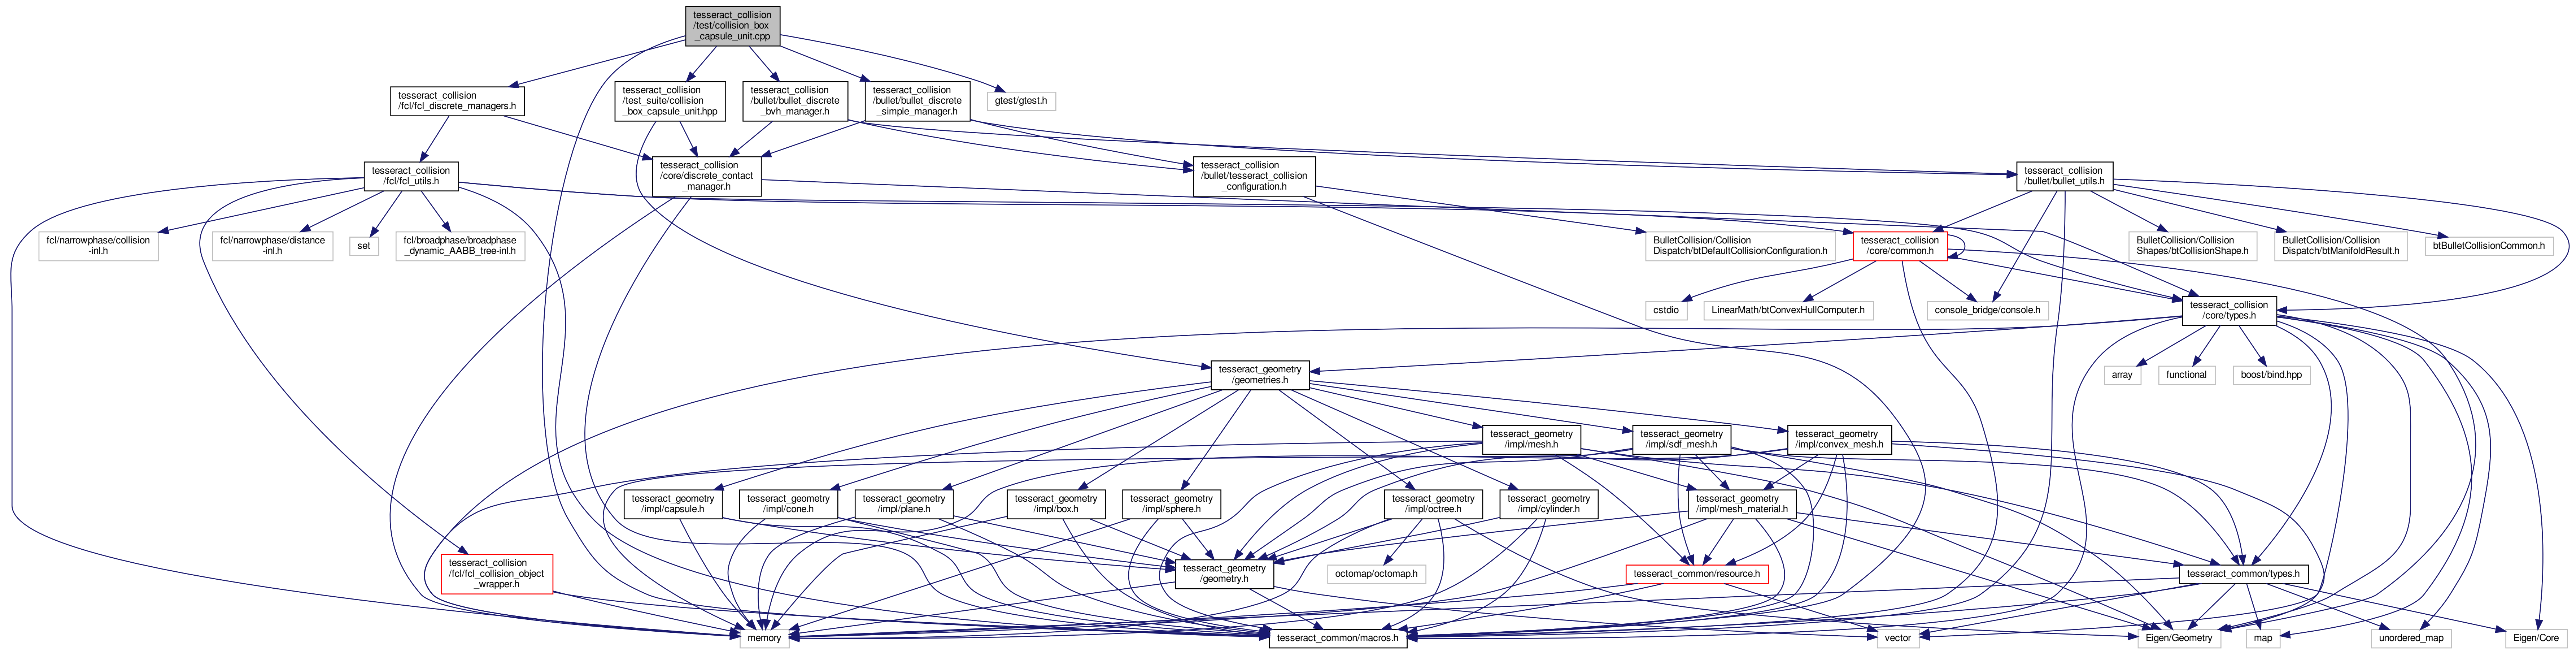 tesseract_collision
/test/collision_box
_capsule_unit.cpp
tesseract_collision
/fcl/fcl_discrete_managers.h
tesseract_collision
/test_suite/collision
_box_capsule_unit.hpp
tesseract_collision
/bullet/bullet_discrete
_bvh_manager.h
tesseract_collision
/bullet/bullet_discrete
_simple_manager.h
gtest/gtest.h
tesseract_collision
/fcl/fcl_utils.h
tesseract_collision
/core/discrete_contact
_manager.h
tesseract_collision
/bullet/tesseract_collision
_configuration.h
tesseract_collision
/bullet/bullet_utils.h
fcl/narrowphase/collision
-inl.h
fcl/narrowphase/distance
-inl.h
set
fcl/broadphase/broadphase
_dynamic_AABB_tree-inl.h
BulletCollision/Collision
Dispatch/btDefaultCollisionConfiguration.h
tesseract_collision
/core/common.h
BulletCollision/Collision
Shapes/btCollisionShape.h
BulletCollision/Collision
Dispatch/btManifoldResult.h
btBulletCollisionCommon.h
cstdio
LinearMath/btConvexHullComputer.h
console_bridge/console.h
tesseract_collision
/core/types.h
tesseract_geometry
/geometries.h
array
functional
boost/bind.hpp
tesseract_geometry
/impl/mesh.h
tesseract_geometry
/impl/sdf_mesh.h
tesseract_geometry
/impl/convex_mesh.h
tesseract_geometry
/impl/capsule.h
tesseract_geometry
/impl/cone.h
tesseract_geometry
/impl/plane.h
tesseract_geometry
/impl/box.h
tesseract_geometry
/impl/sphere.h
tesseract_geometry
/impl/octree.h
tesseract_geometry
/impl/cylinder.h
tesseract_geometry
/impl/mesh_material.h
tesseract_collision
/fcl/fcl_collision_object
_wrapper.h
tesseract_geometry
/geometry.h
octomap/octomap.h
tesseract_common/resource.h
tesseract_common/types.h
memory
tesseract_common/macros.h
vector
Eigen/Geometry
map
unordered_map
Eigen/Core